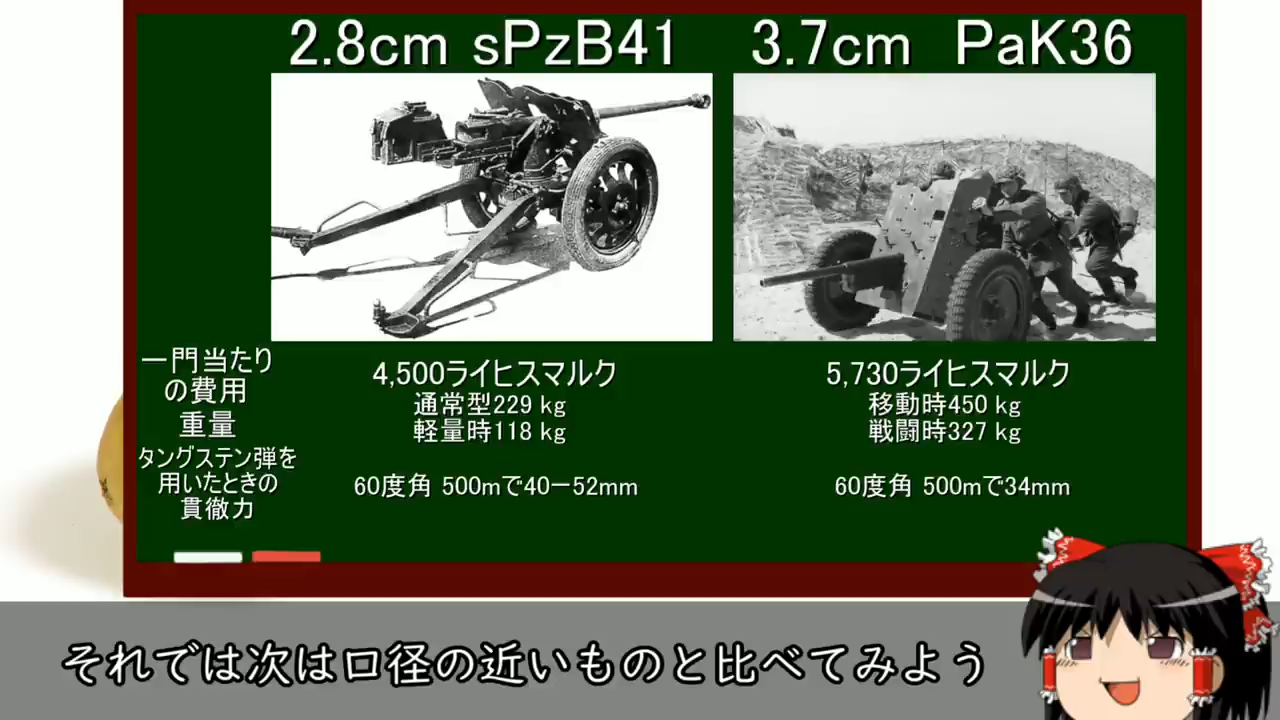 2.8cm sPzB41
3.7cm PaK36
一門当たり
の費用
4,500ライヒスマルク
5,730ライヒスマルク
重量
通常型229 kg
軽量時118 kg
移動時450 kg
戦闘時327 kg
タングステン弾を
用いたときの
貫徹力
60度角 500mで40ー52mm
60度角 500mで34mm
それでは次は口径の近いものと比べてみよう